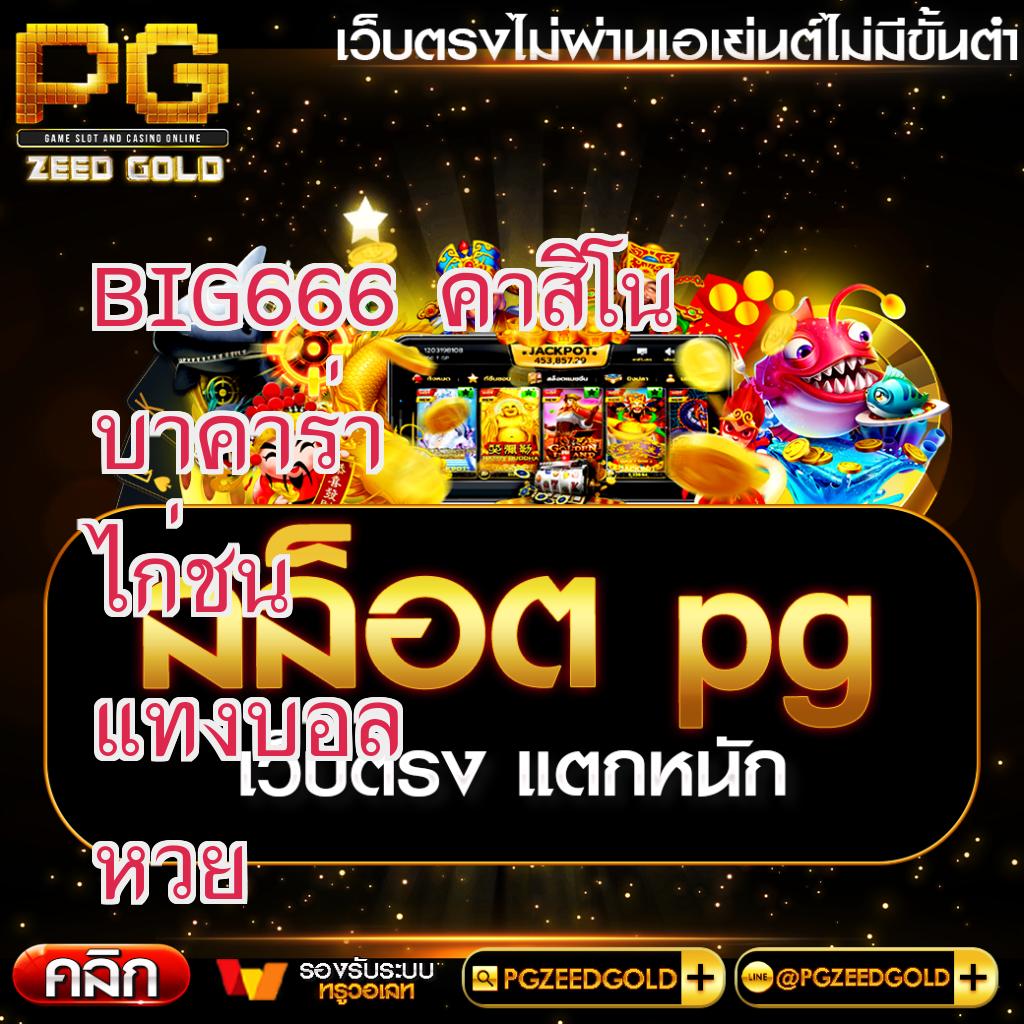 เว็บตรงไม่ผ่านเอเย่นต์ไม่มีขั้นต่ำ
PG
GAME SLOT AND CASINO ONLINE
ZEED GOLD
BIG666 คาสิโน
JACKPOT
453,857.29
บาคาร่า
ไก่ชน
สล็อต pg
แทงบอล
เว็บตรง แตกหนัก
หวย
คลิก
รองรับระบบ
ทรูวอเลท
PGZEEDGOLD +
LINE @PGZEEDGOLD +